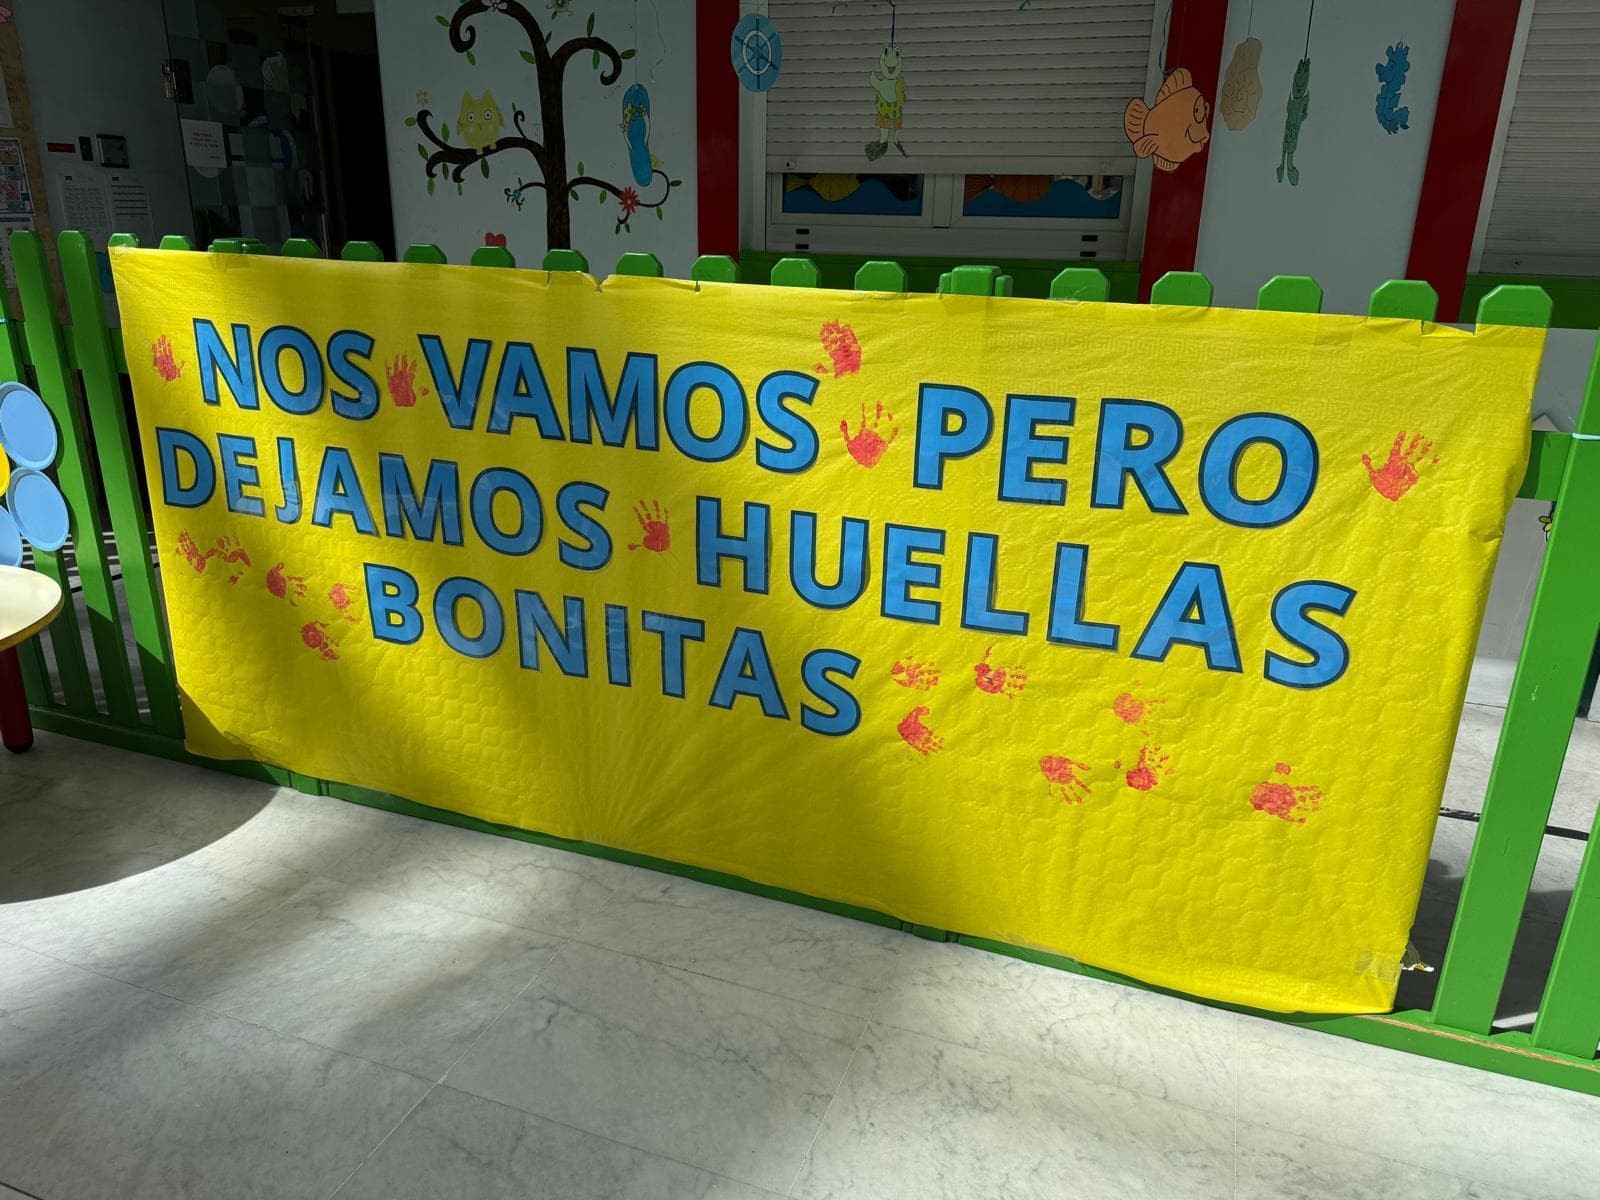 NOS VAMOS PERO
DEJAMOS HUELLAS
BONITAS